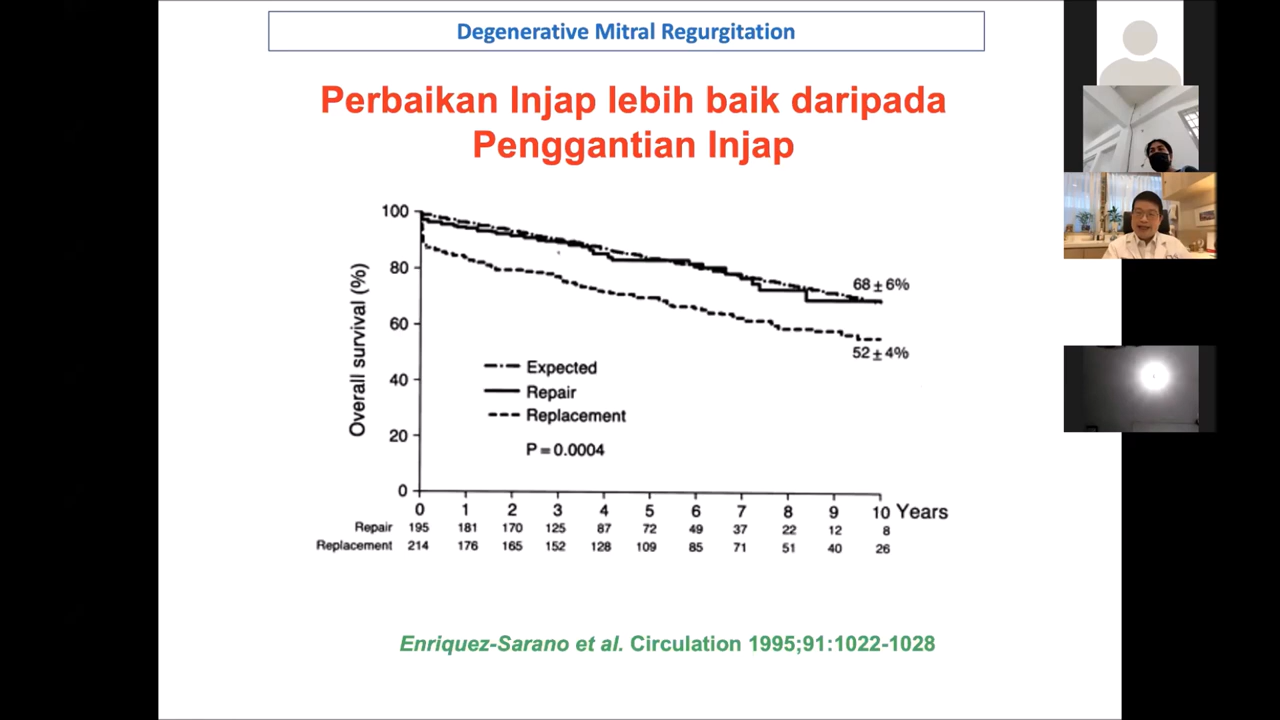 Degenerative Mitral Regurgitation
Perbaikan Injap lebih baik daripada
Penggantian Injap
100
80
60
40
20
0
Overall survival (%)
68 ± 6%
52 ± 4%
Expected
Repair
Replacement
P = 0.0004
0 1 2 3 4 5 6 7 8 9 10 Years
Repair 195 181 170 125 87 72 49 37 22 12 8
Replacement 214 176 165 152 128 109 85 71 51 40 26
Enriquez-Sarano et al. Circulation 1995;91:1022-1028